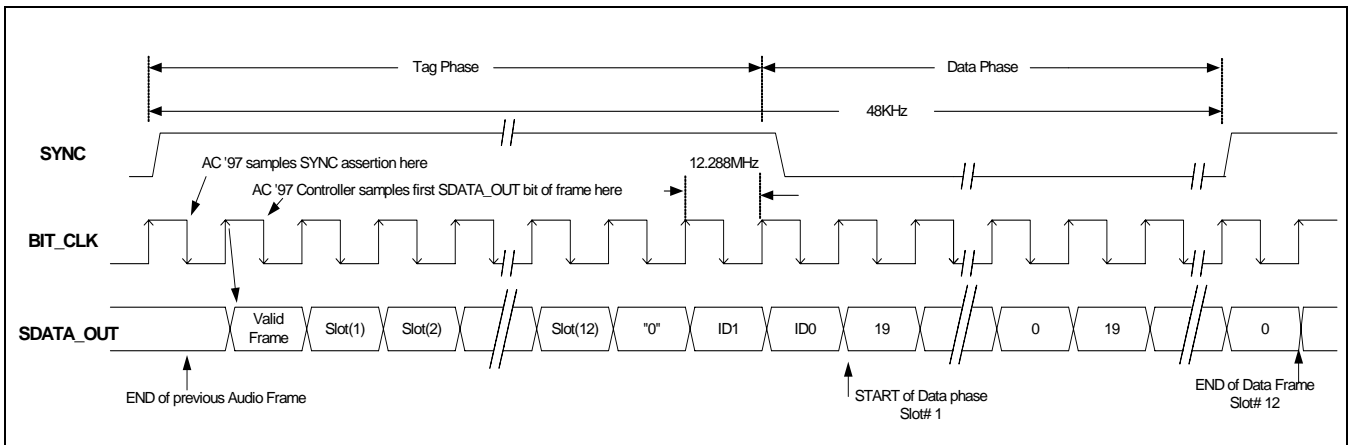 Tag Phase
Data Phase
48KHz
SYNC
AC '97 samples SYNC assertion here
12.288MHz
AC '97 Controller samples first SDATA_OUT bit of frame here
BIT_CLK
SDATA_OUT
Valid
Frame
Slot(1)
Slot(2)
Slot(12)
"0"
ID1
ID0
19
0
19
0
END of previous Audio Frame
START of Data phase
Slot# 1
END of Data Frame
Slot# 12